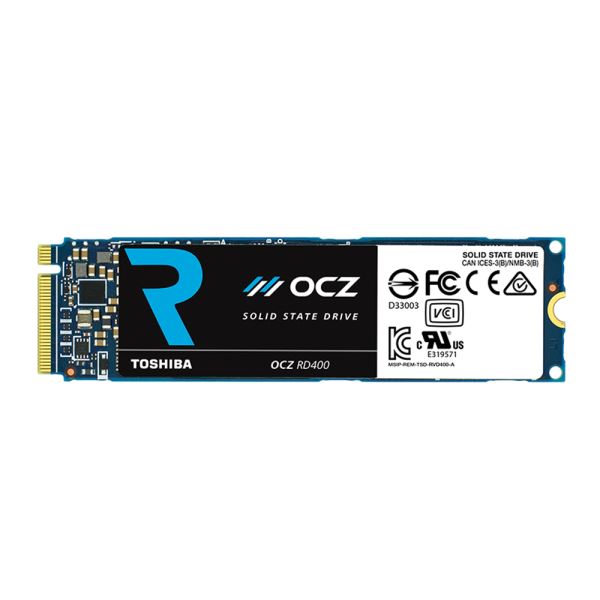 R
OCZ
SOLID STATE DRIVE
TOSHIBA
OCZ RD400
SOLID STATE DRIVE
CAN ICES-3(B)/NMB-3(B)
FC CE
D33003
VCI
c RU US
E319571
MSIP-REM-TSD-RVD400-A